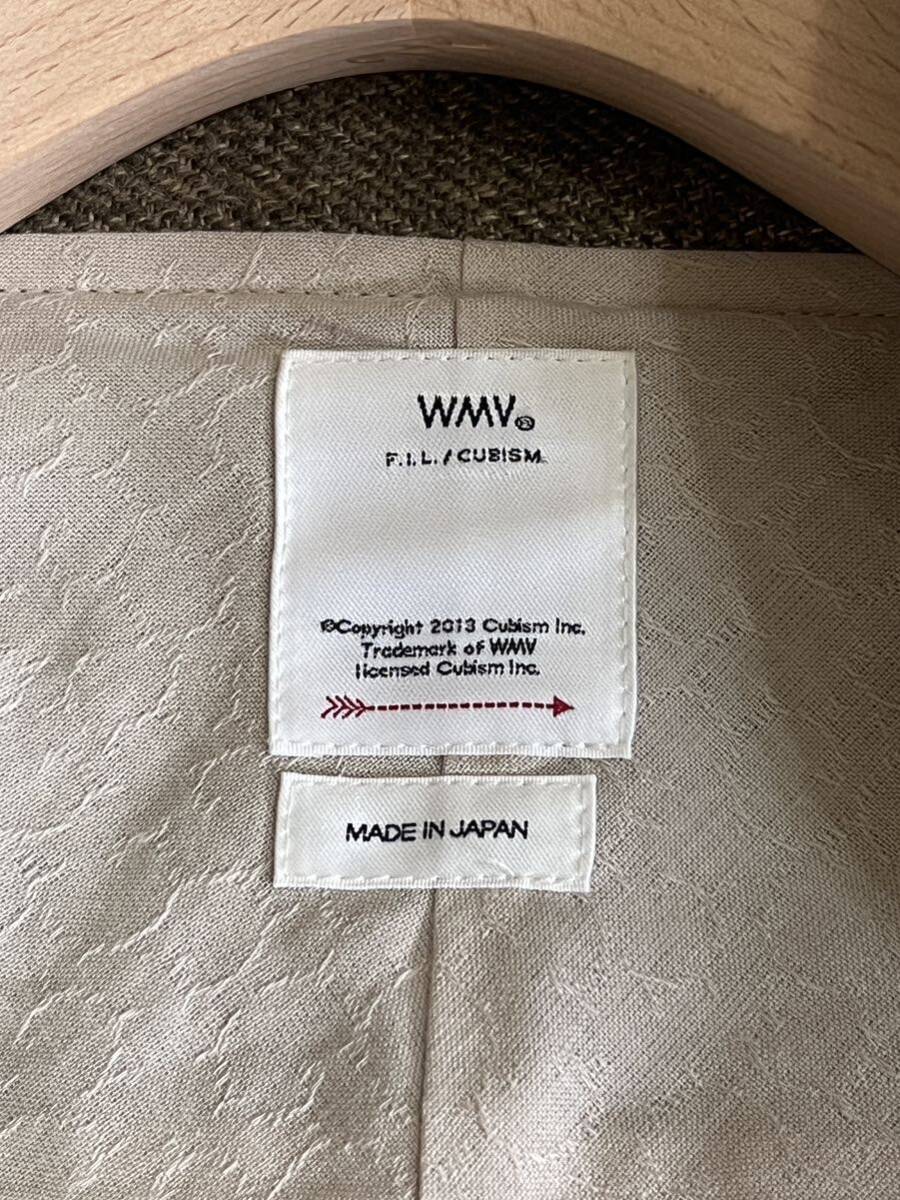 WMV®
F.I.L. / CUBISM.
©Copyright 2013 Cubism Inc.
Trademark of WMV
licensed Cubism Inc.
MADE IN JAPAN